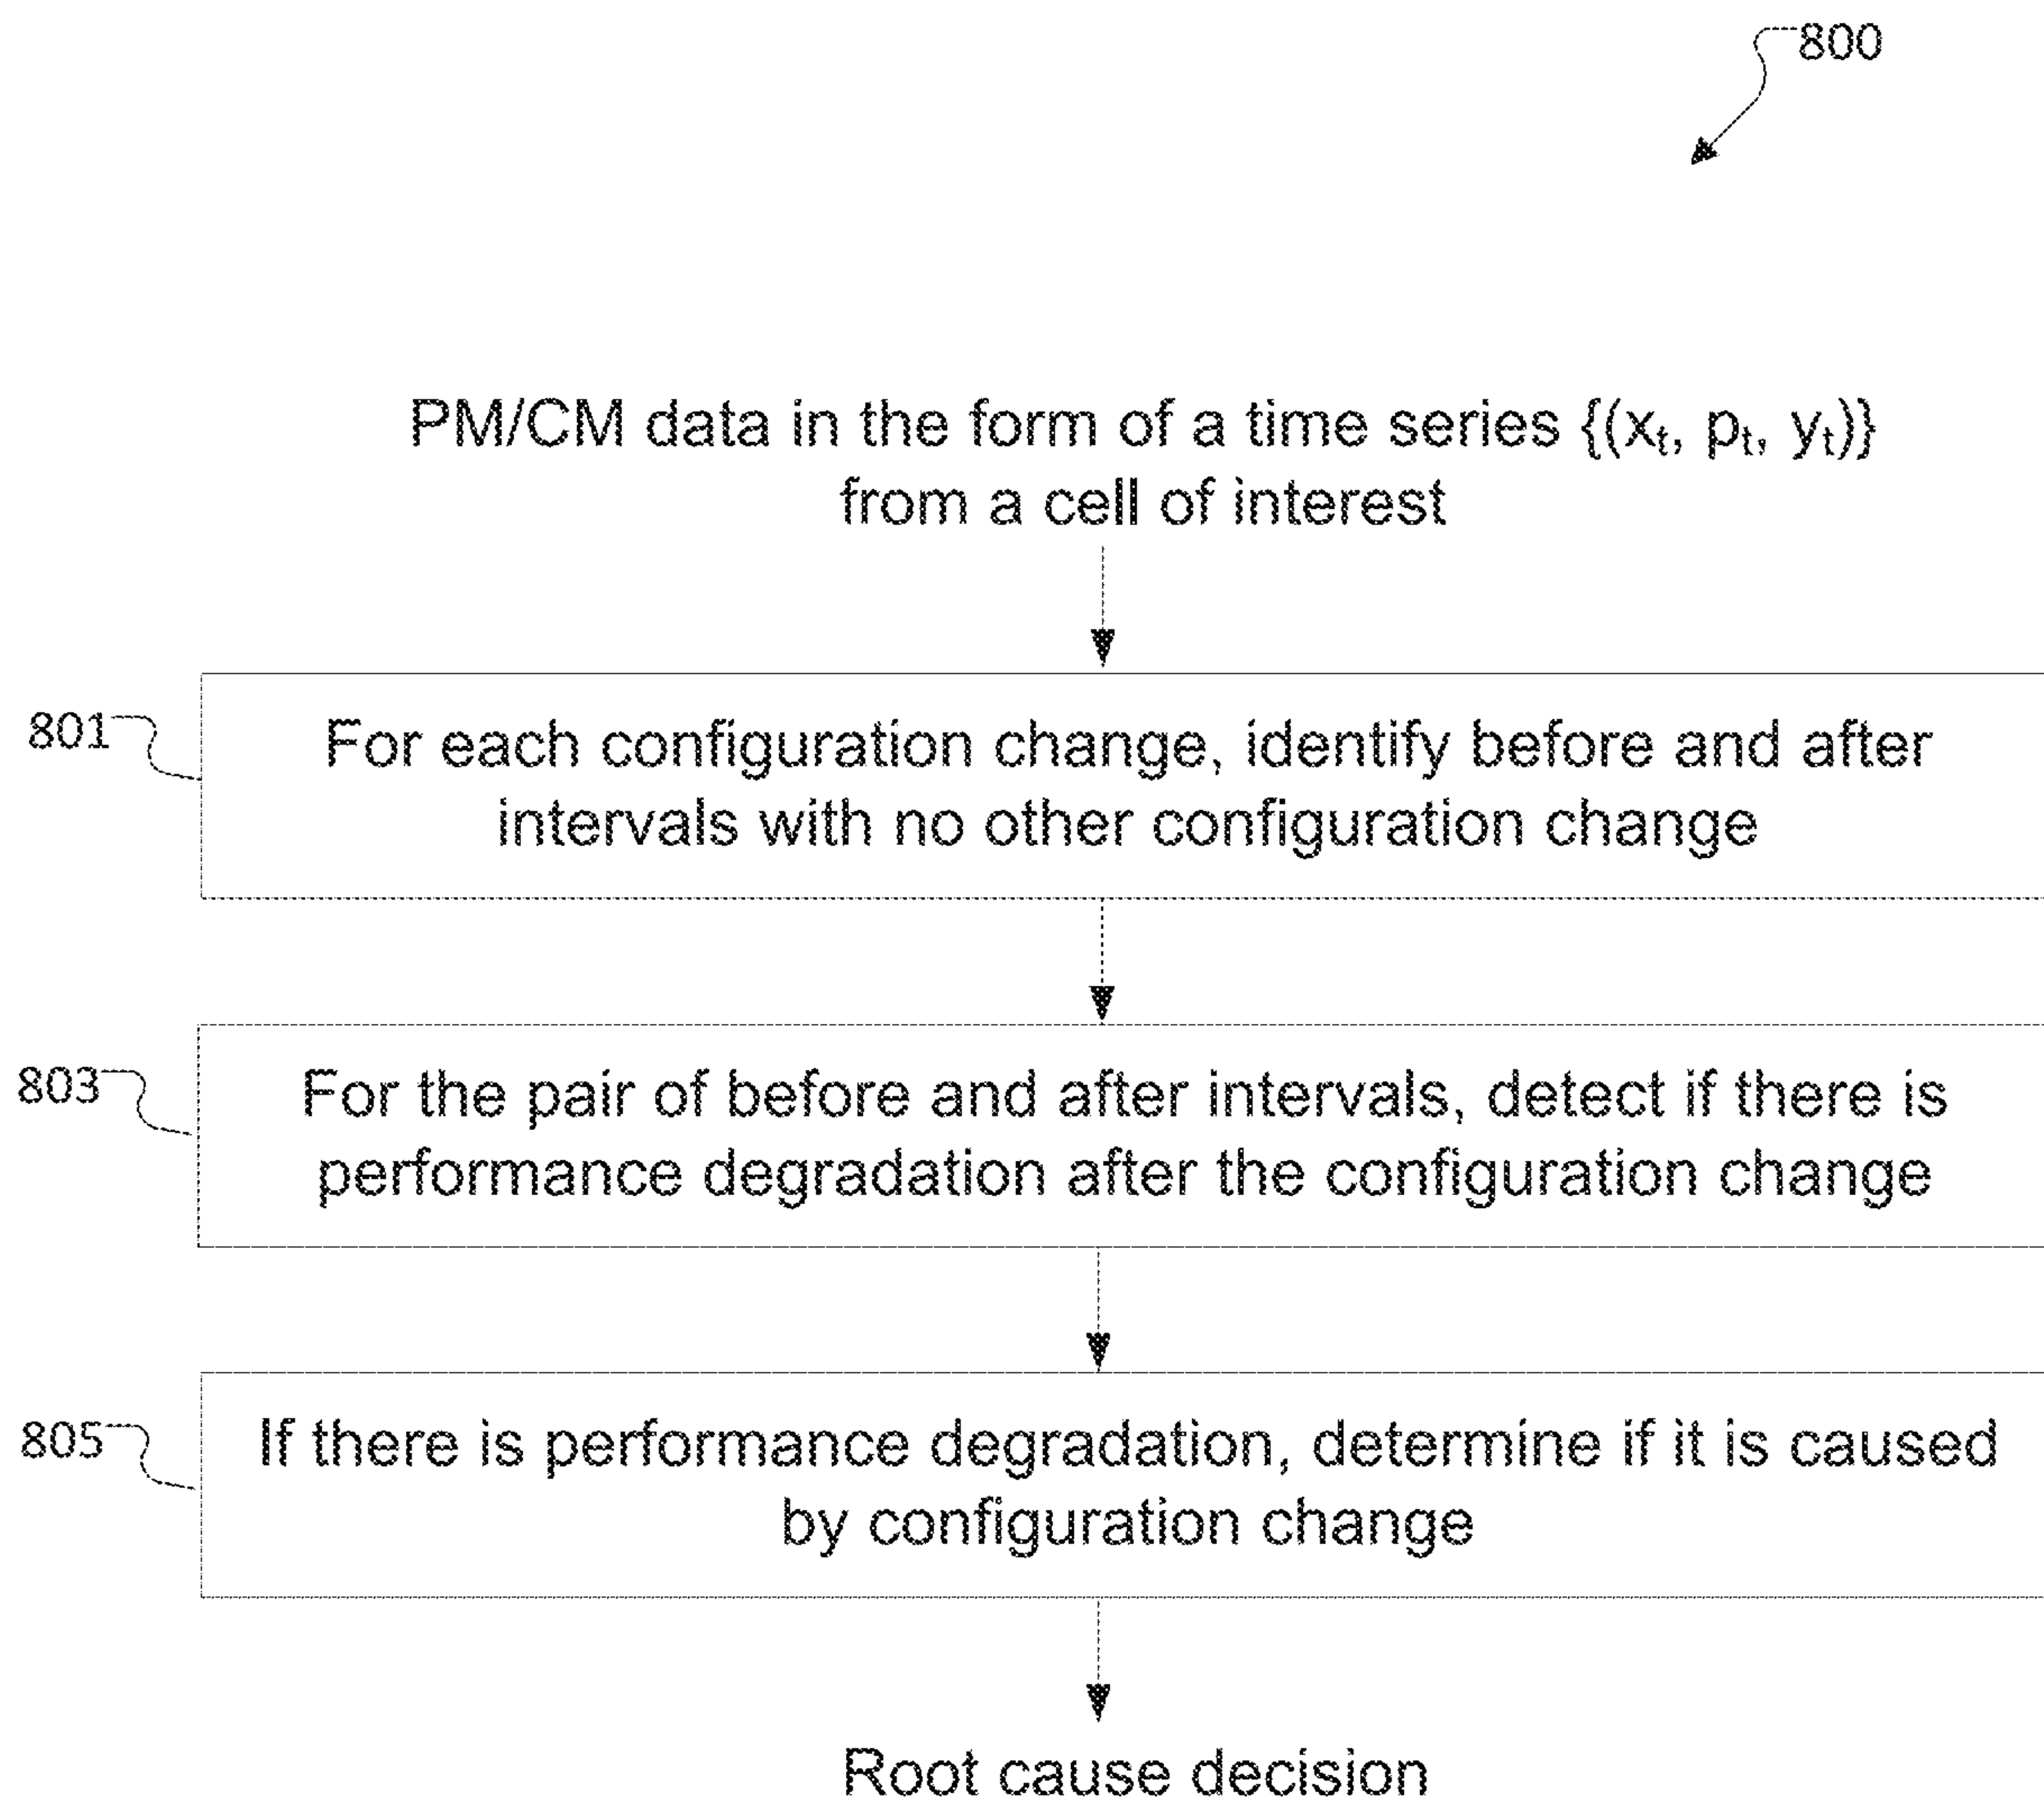 800
PM/CM data in the form of a time series {(xₜ, pₜ, yₜ)}
from a cell of interest
801
For each configuration change, identify before and after
intervals with no other configuration change
803
For the pair of before and after intervals, detect if there is
performance degradation after the configuration change
805
If there is performance degradation, determine if it is caused
by configuration change
Root cause decision